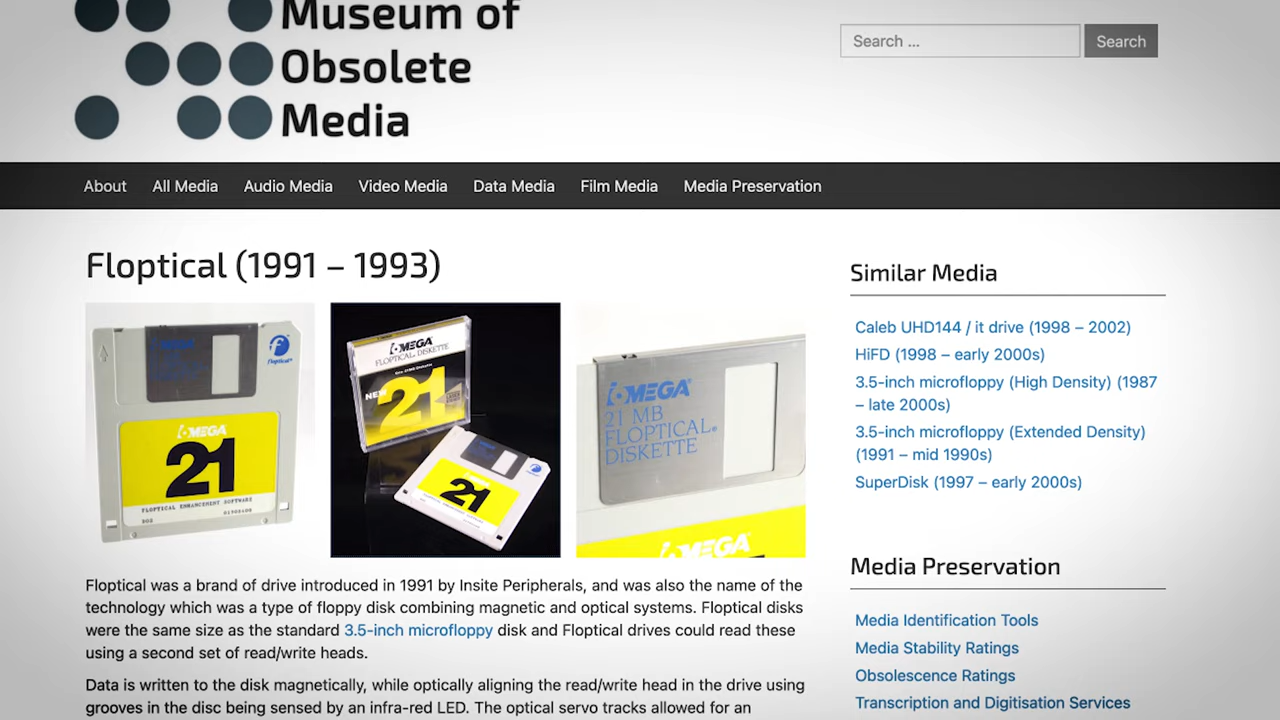 Museum of
Obsolete
Media
Search ...
Search
About
All Media
Audio Media
Video Media
Data Media
Film Media
Media Preservation
Floptical (1991 – 1993)
Floptical
IOMEGA
21
FLOPTICAL ENHANCEMENT SOFTWARE
DOS
IOMEGA
FLOPTICAL DISKETTE
NEW
21
21
IOMEGA
21 MB
FLOPTICAL®
DISKETTE
IOMEGA
Floptical was a brand of drive introduced in 1991 by Insite Peripherals, and was also the name of the
technology which was a type of floppy disk combining magnetic and optical systems. Floptical disks
were the same size as the standard 3.5-inch microfloppy disk and Floptical drives could read these
using a second set of read/write heads.
Data is written to the disk magnetically, while optically aligning the read/write head in the drive using
grooves in the disc being sensed by an infra-red LED. The optical servo tracks allowed for an
Similar Media
Caleb UHD144 / it drive (1998 – 2002)
HiFD (1998 – early 2000s)
3.5-inch microfloppy (High Density) (1987
– late 2000s)
3.5-inch microfloppy (Extended Density)
(1991 – mid 1990s)
SuperDisk (1997 – early 2000s)
Media Preservation
Media Identification Tools
Media Stability Ratings
Obsolescence Ratings
Transcription and Digitisation Services